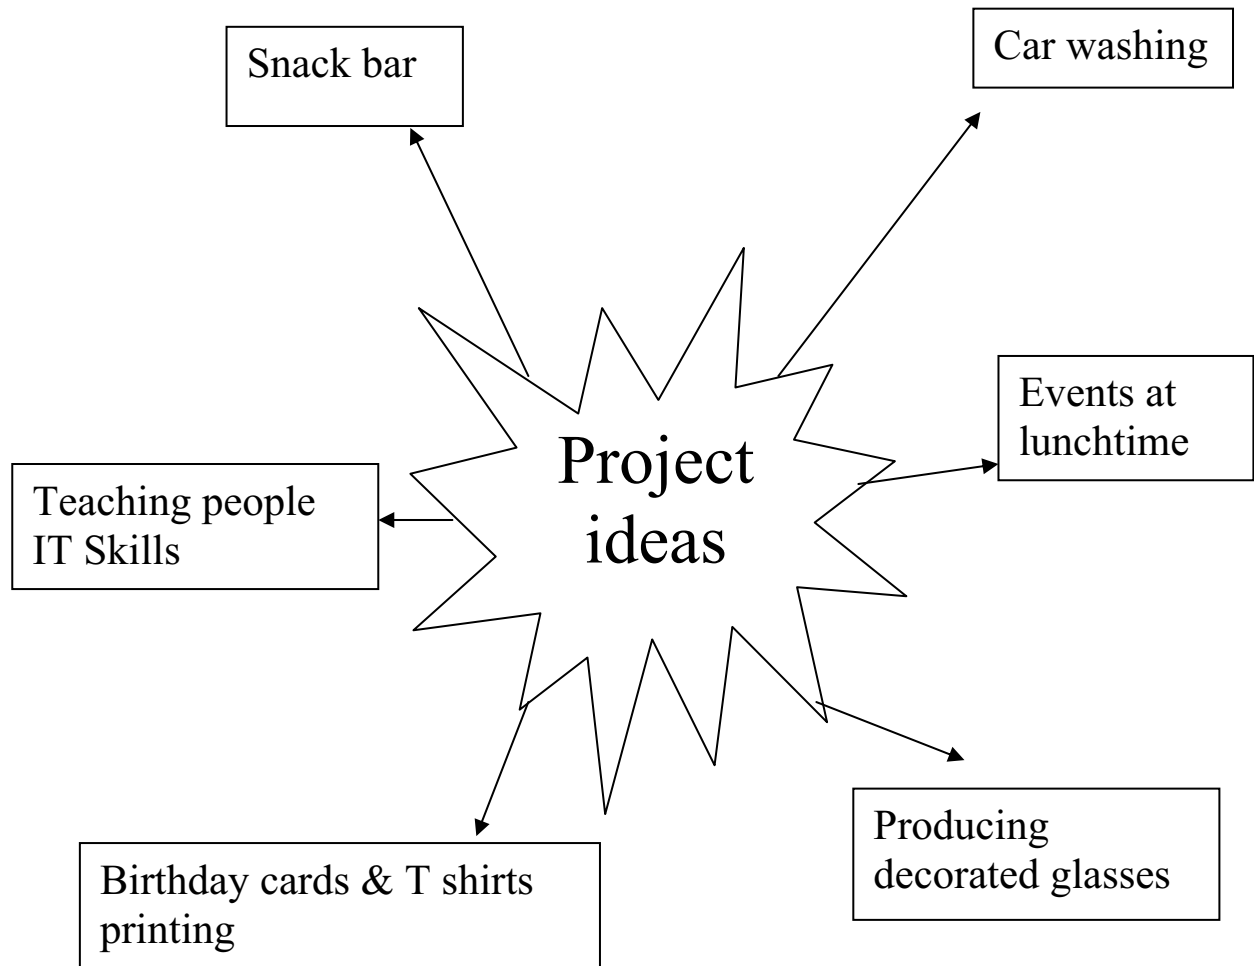 Snack bar
Car washing
Events at
lunchtime
Project
ideas
Teaching people
IT Skills
Producing
decorated glasses
Birthday cards & T shirts
printing